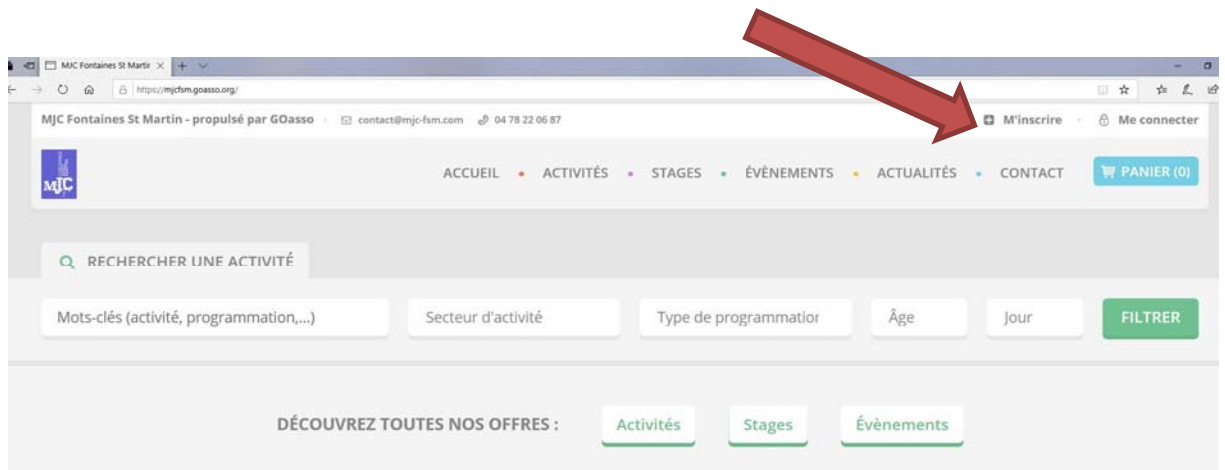 MJC Fontaines St Martin
https://mjcfsm.goasso.org/
MJC Fontaines St Martin - propulsé par GOasso contact@mjc-fsm.com 04 78 22 06 87 M'inscrire Me connecter
MJC ACCUEIL • ACTIVITÉS • STAGES • ÉVÈNEMENTS • ACTUALITÉS • CONTACT PANIER (0)
RECHERCHER UNE ACTIVITÉ
Mots-clés (activité, programmation,...) Secteur d'activité Type de programmation Âge Jour FILTRER
DÉCOUVREZ TOUTES NOS OFFRES : Activités Stages Évènements